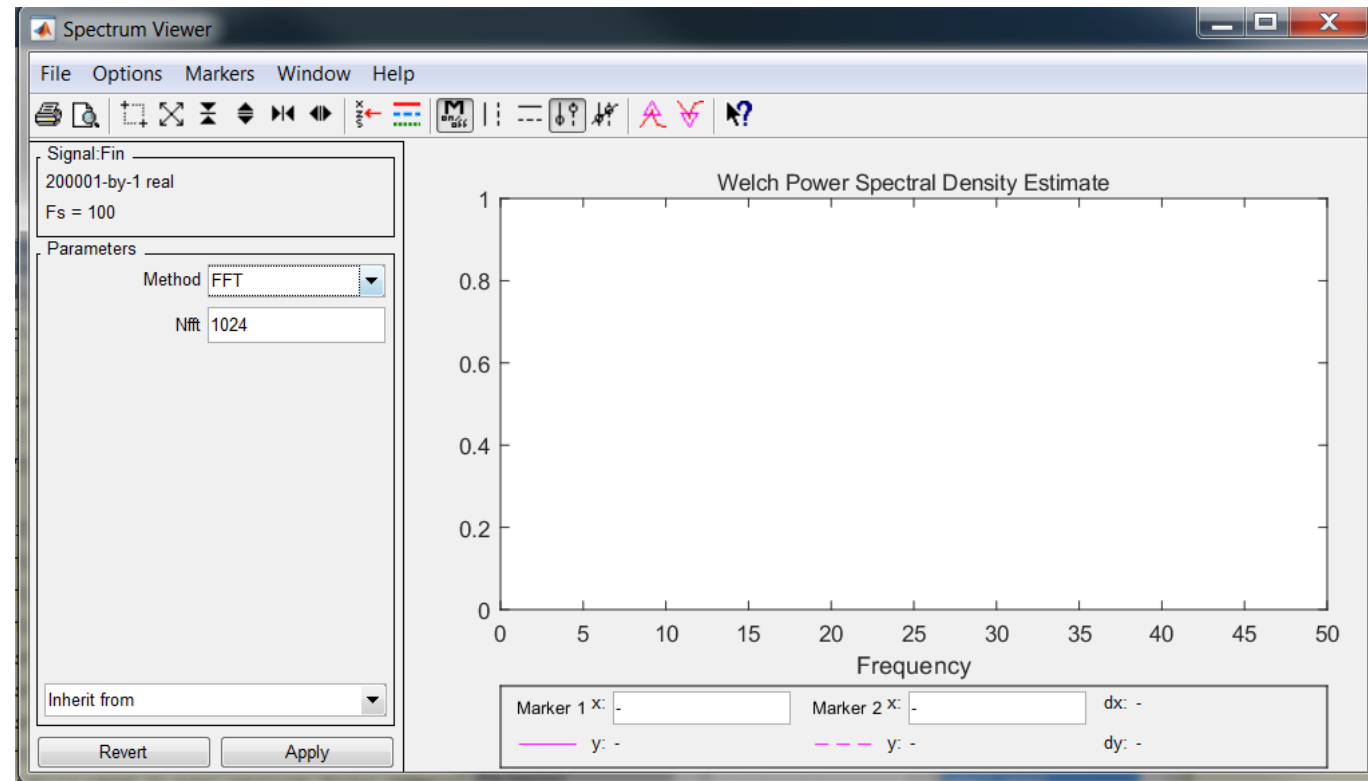 Spectrum Viewer
File Options Markers Window Help
M
on/off
Signal:Fin
200001-by-1 real
Fs = 100
Parameters
Method FFT
Nfft 1024
Inherit from
Revert Apply
Welch Power Spectral Density Estimate
1
0.8
0.6
0.4
0.2
0
0 5 10 15 20 25 30 35 40 45 50
Frequency
Marker 1 x: - Marker 2 x: - dx: -
y: - y: - dy: -